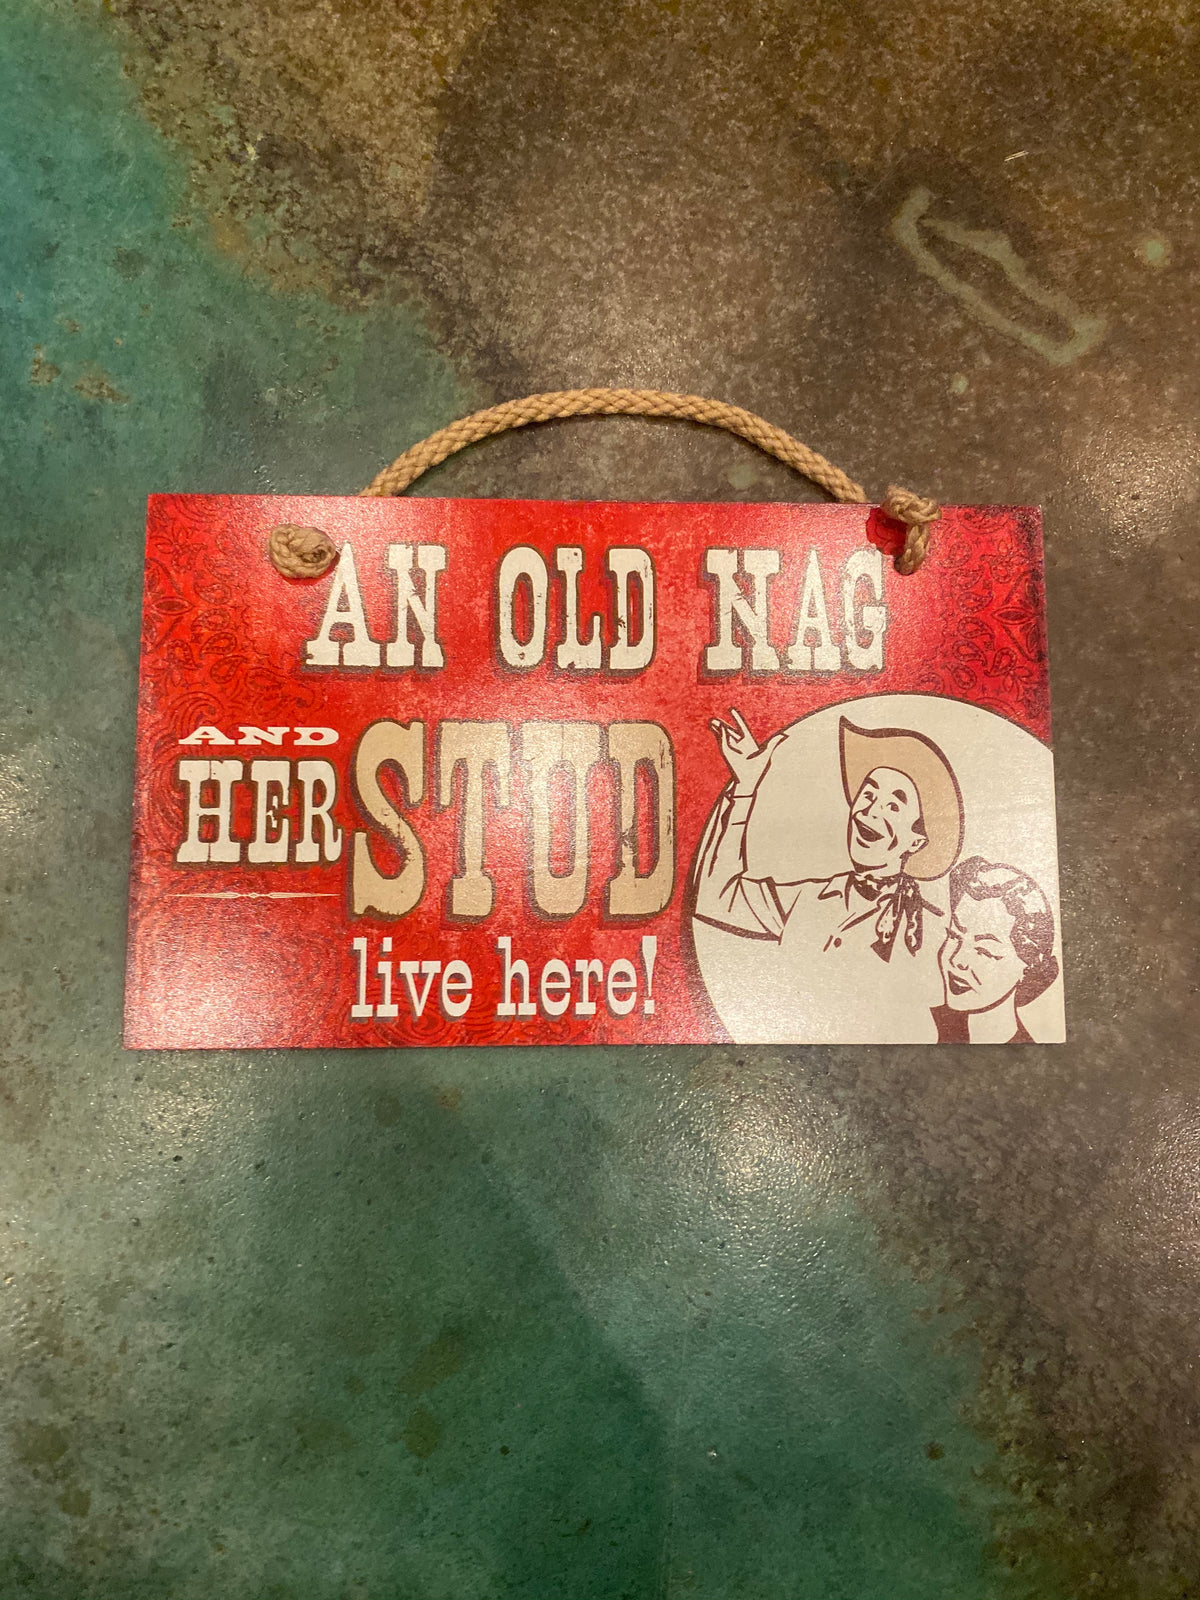 AN OLD NAG
AND
HER STUD
live here!